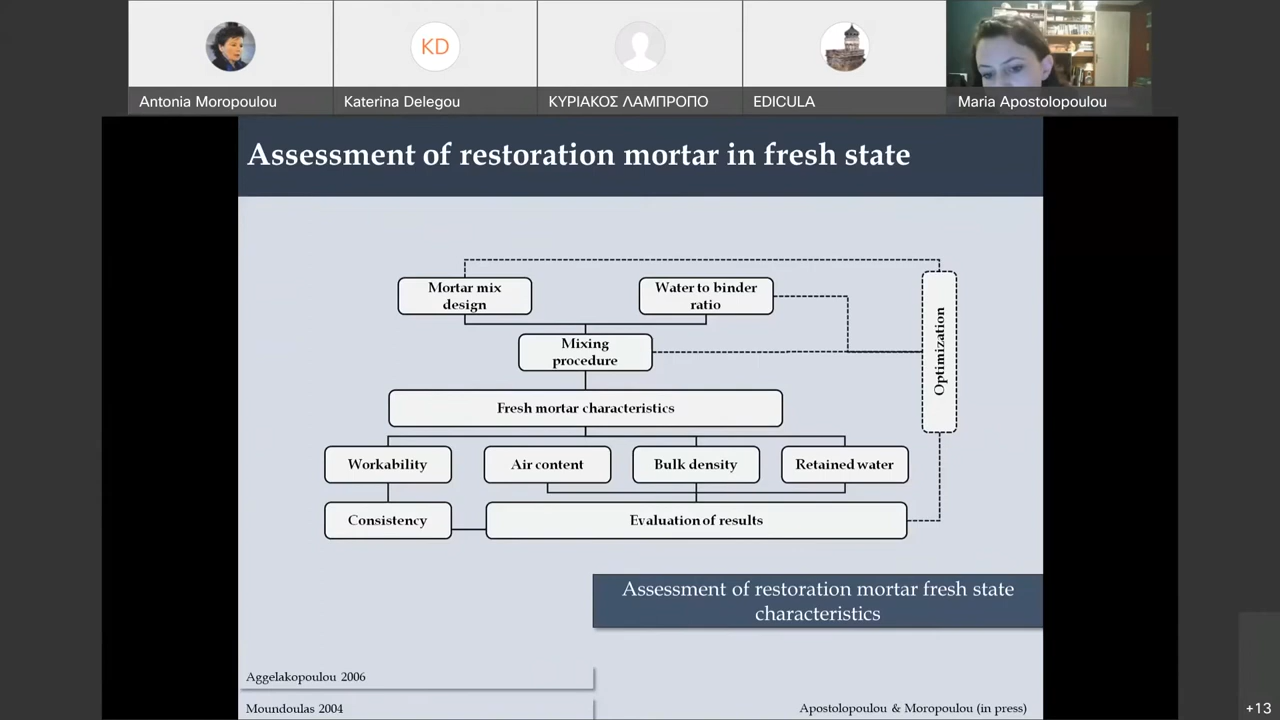 KD
Antonia Moropoulou
Katerina Delegou
ΚΥΡΙΑΚΟΣ ΛΑΜΠΡΟΠΟ
EDICULA
Maria Apostolopoulou
Assessment of restoration mortar in fresh state
Mortar mix
design
Water to binder
ratio
Mixing
procedure
Optimization
Fresh mortar characteristics
Workability
Air content
Bulk density
Retained water
Consistency
Evaluation of results
Assessment of restoration mortar fresh state
characteristics
Aggelakopoulou 2006
Moundoulas 2004
Apostolopoulou & Moropoulou (in press)
+13